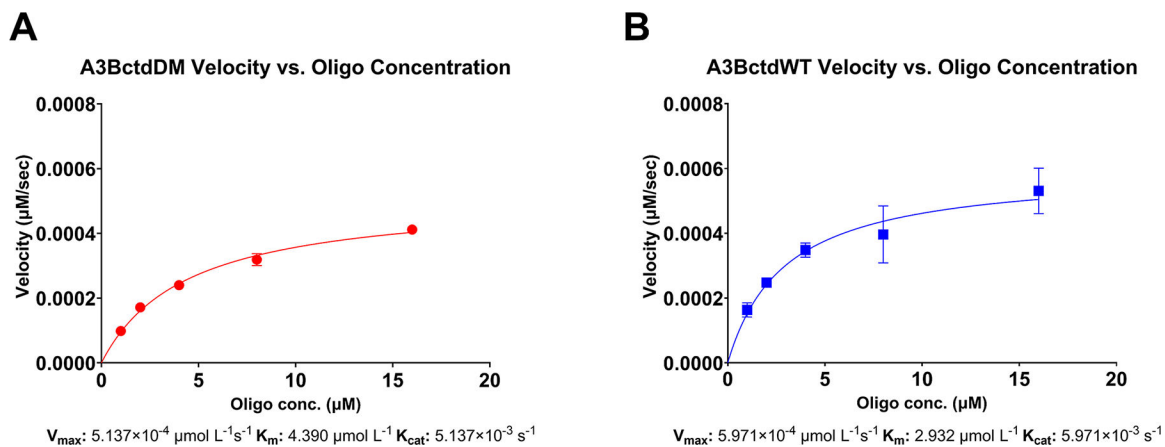 A
A3BctdDM Velocity vs. Oligo Concentration
Velocity (µM/sec)
0.0008
0.0006
0.0004
0.0002
0.0000
0 5 10 15 20
Oligo conc. (µM)
Vmax: 5.137×10⁻⁴ µmol L⁻¹s⁻¹ Km: 4.390 µmol L⁻¹ Kcat: 5.137×10⁻³ s⁻¹
B
A3BctdWT Velocity vs. Oligo Concentration
Velocity (µM/sec)
0.0008
0.0006
0.0004
0.0002
0.0000
0 5 10 15 20
Oligo conc. (µM)
Vmax: 5.971×10⁻⁴ µmol L⁻¹s⁻¹ Km: 2.932 µmol L⁻¹ Kcat: 5.971×10⁻³ s⁻¹